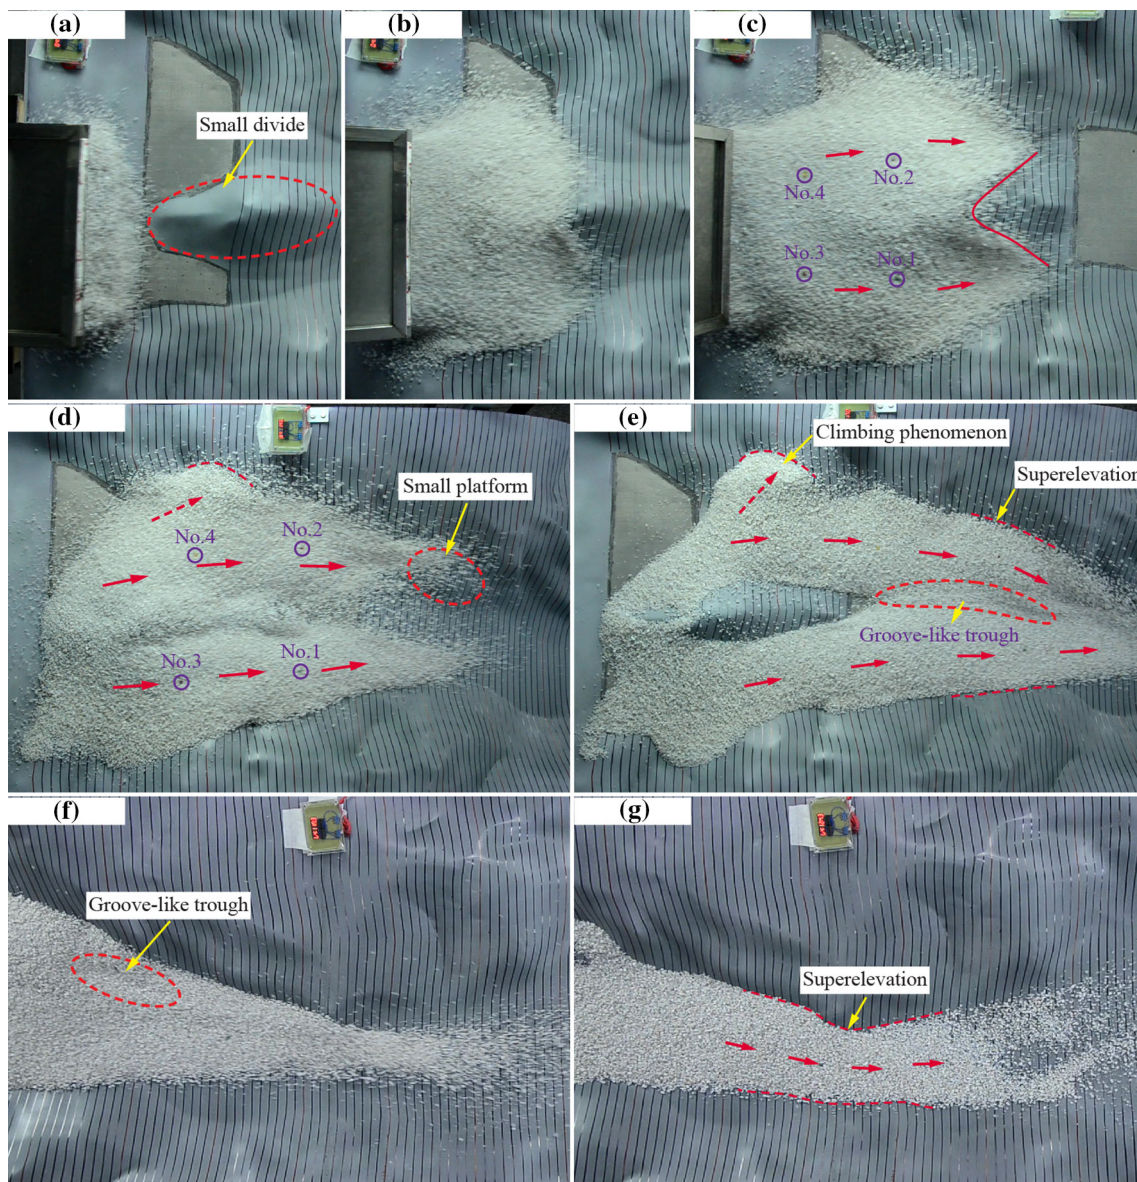 (a)
(b)
(c)
Small divide
No.4
No.2
No.3
No.1
(d)
(e)
Climbing phenomenon
Superelevation
Small platform
No.4
No.2
No.3
No.1
Groove-like trough
(f)
(g)
Groove-like trough
Superelevation